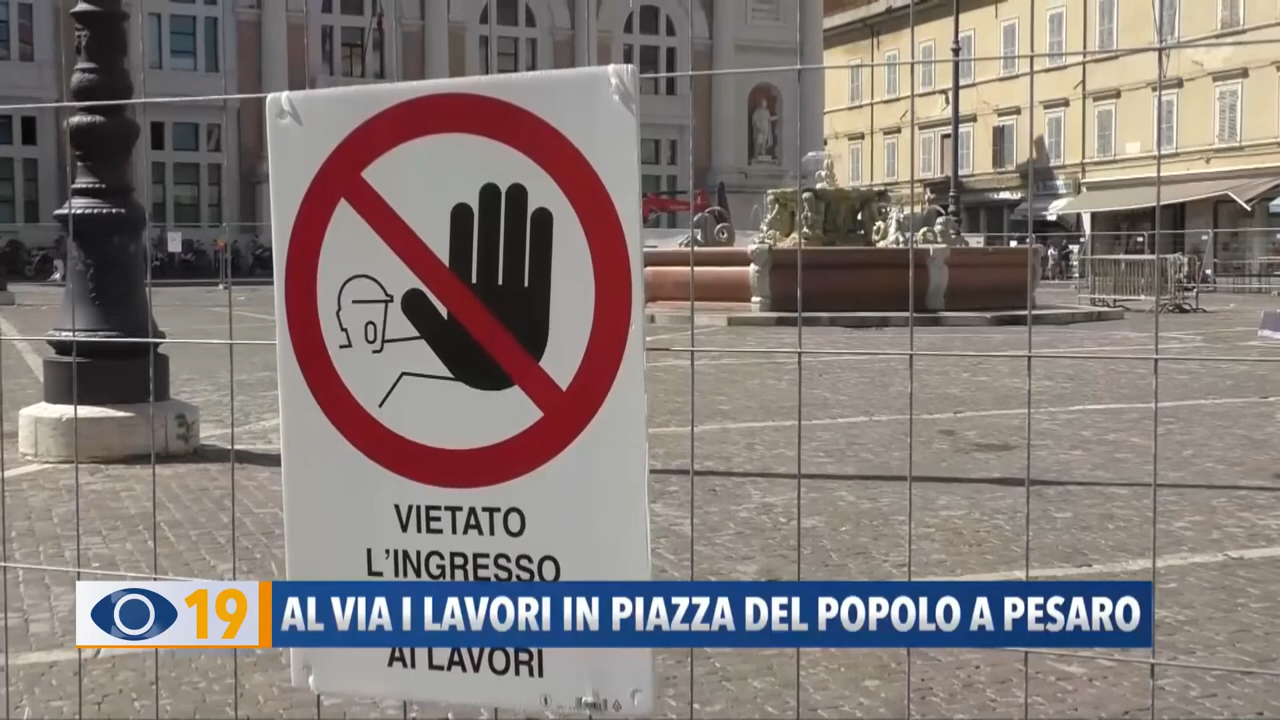 VIETATO
L'INGRESSO
AI LAVORI
19
AL VIA I LAVORI IN PIAZZA DEL POPOLO A PESARO